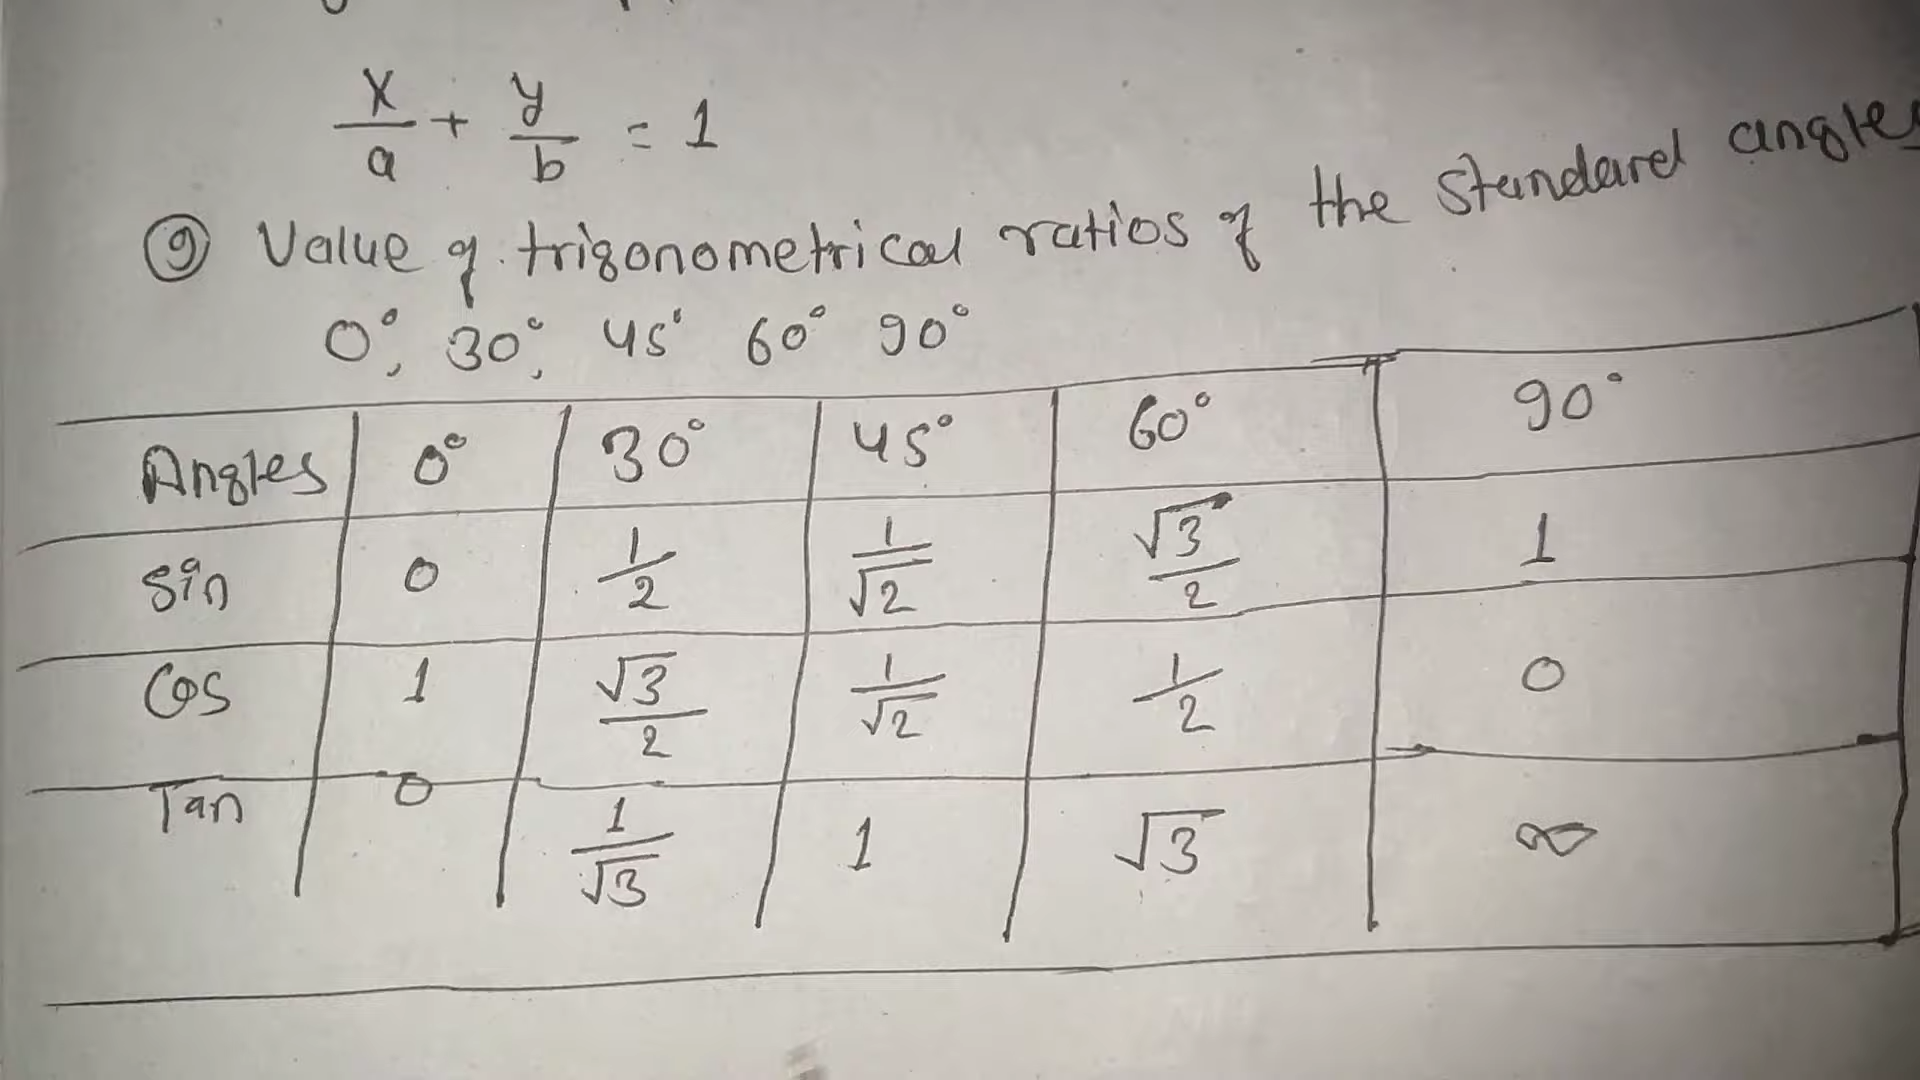 x/a + y/b = 1
⑨ Value of trigonometrical ratios of the standard angles
0°, 30°, 45° 60° 90°
Angles 0° 30° 45° 60° 90°
Sin 0 1/2 1/√2 √3/2 1
Cos 1 √3/2 1/√2 1/2 0
Tan 0 1/√3 1 √3 ∞